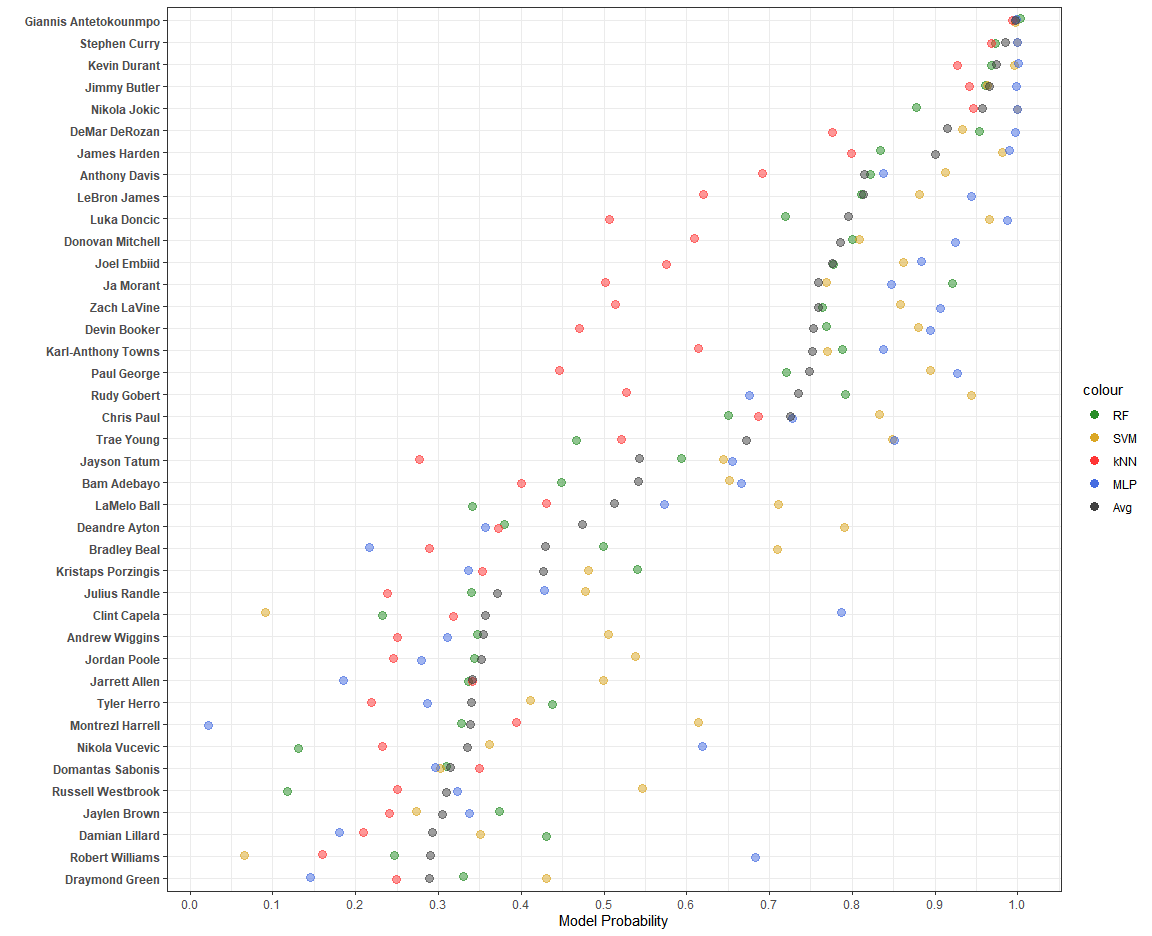 Giannis Antetokounmpo
Stephen Curry
Kevin Durant
Jimmy Butler
Nikola Jokic
DeMar DeRozan
James Harden
Anthony Davis
LeBron James
Luka Doncic
Donovan Mitchell
Joel Embiid
Ja Morant
Zach LaVine
Devin Booker
Karl-Anthony Towns
Paul George
Rudy Gobert
Chris Paul
Trae Young
Jayson Tatum
Bam Adebayo
LaMelo Ball
Deandre Ayton
Bradley Beal
Kristaps Porzingis
Julius Randle
Clint Capela
Andrew Wiggins
Jordan Poole
Jarrett Allen
Tyler Herro
Montrezl Harrell
Nikola Vucevic
Domantas Sabonis
Russell Westbrook
Jaylen Brown
Damian Lillard
Robert Williams
Draymond Green
0.0 0.1 0.2 0.3 0.4 0.5 0.6 0.7 0.8 0.9 1.0
Model Probability
colour
RF
SVM
kNN
MLP
Avg